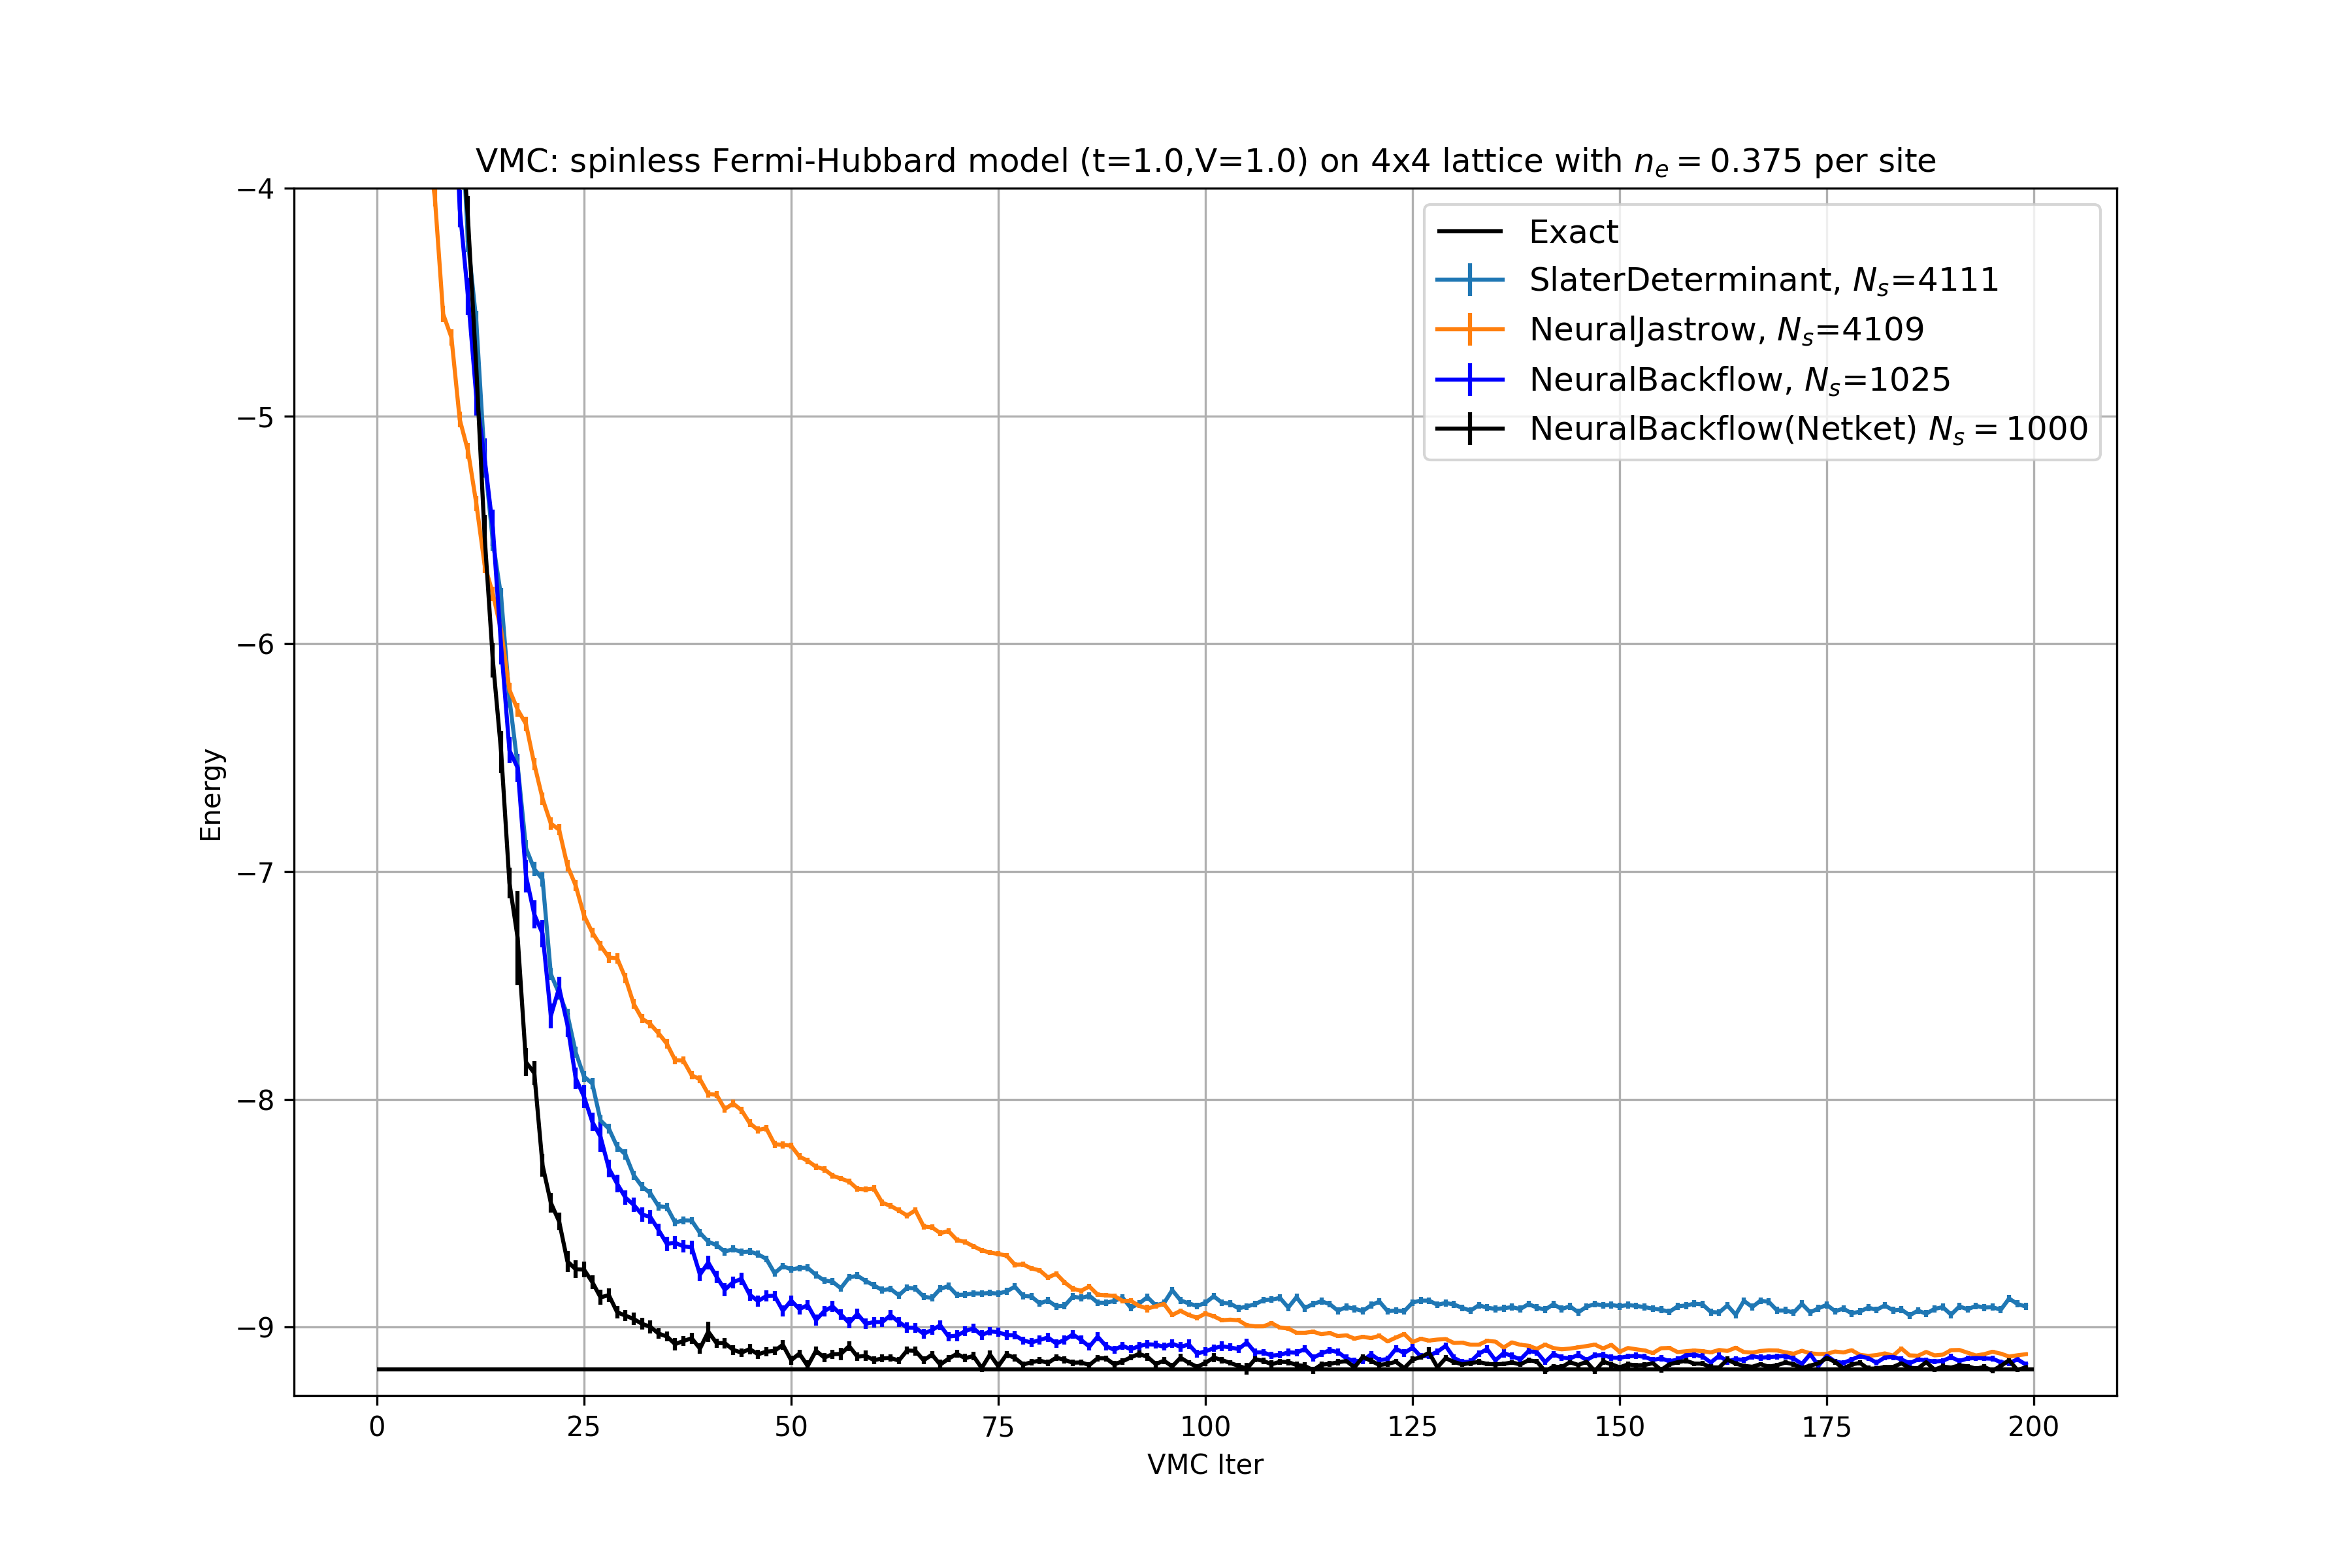 VMC: spinless Fermi-Hubbard model (t=1.0,V=1.0) on 4x4 lattice with $n_e = 0.375$ per site
Exact
SlaterDeterminant, $N_s$=4111
NeuralJastrow, $N_s$=4109
NeuralBackflow, $N_s$=1025
NeuralBackflow(Netket) $N_s = 1000$
Energy
−4
−5
−6
−7
−8
−9
0 25 50 75 100 125 150 175 200
VMC Iter